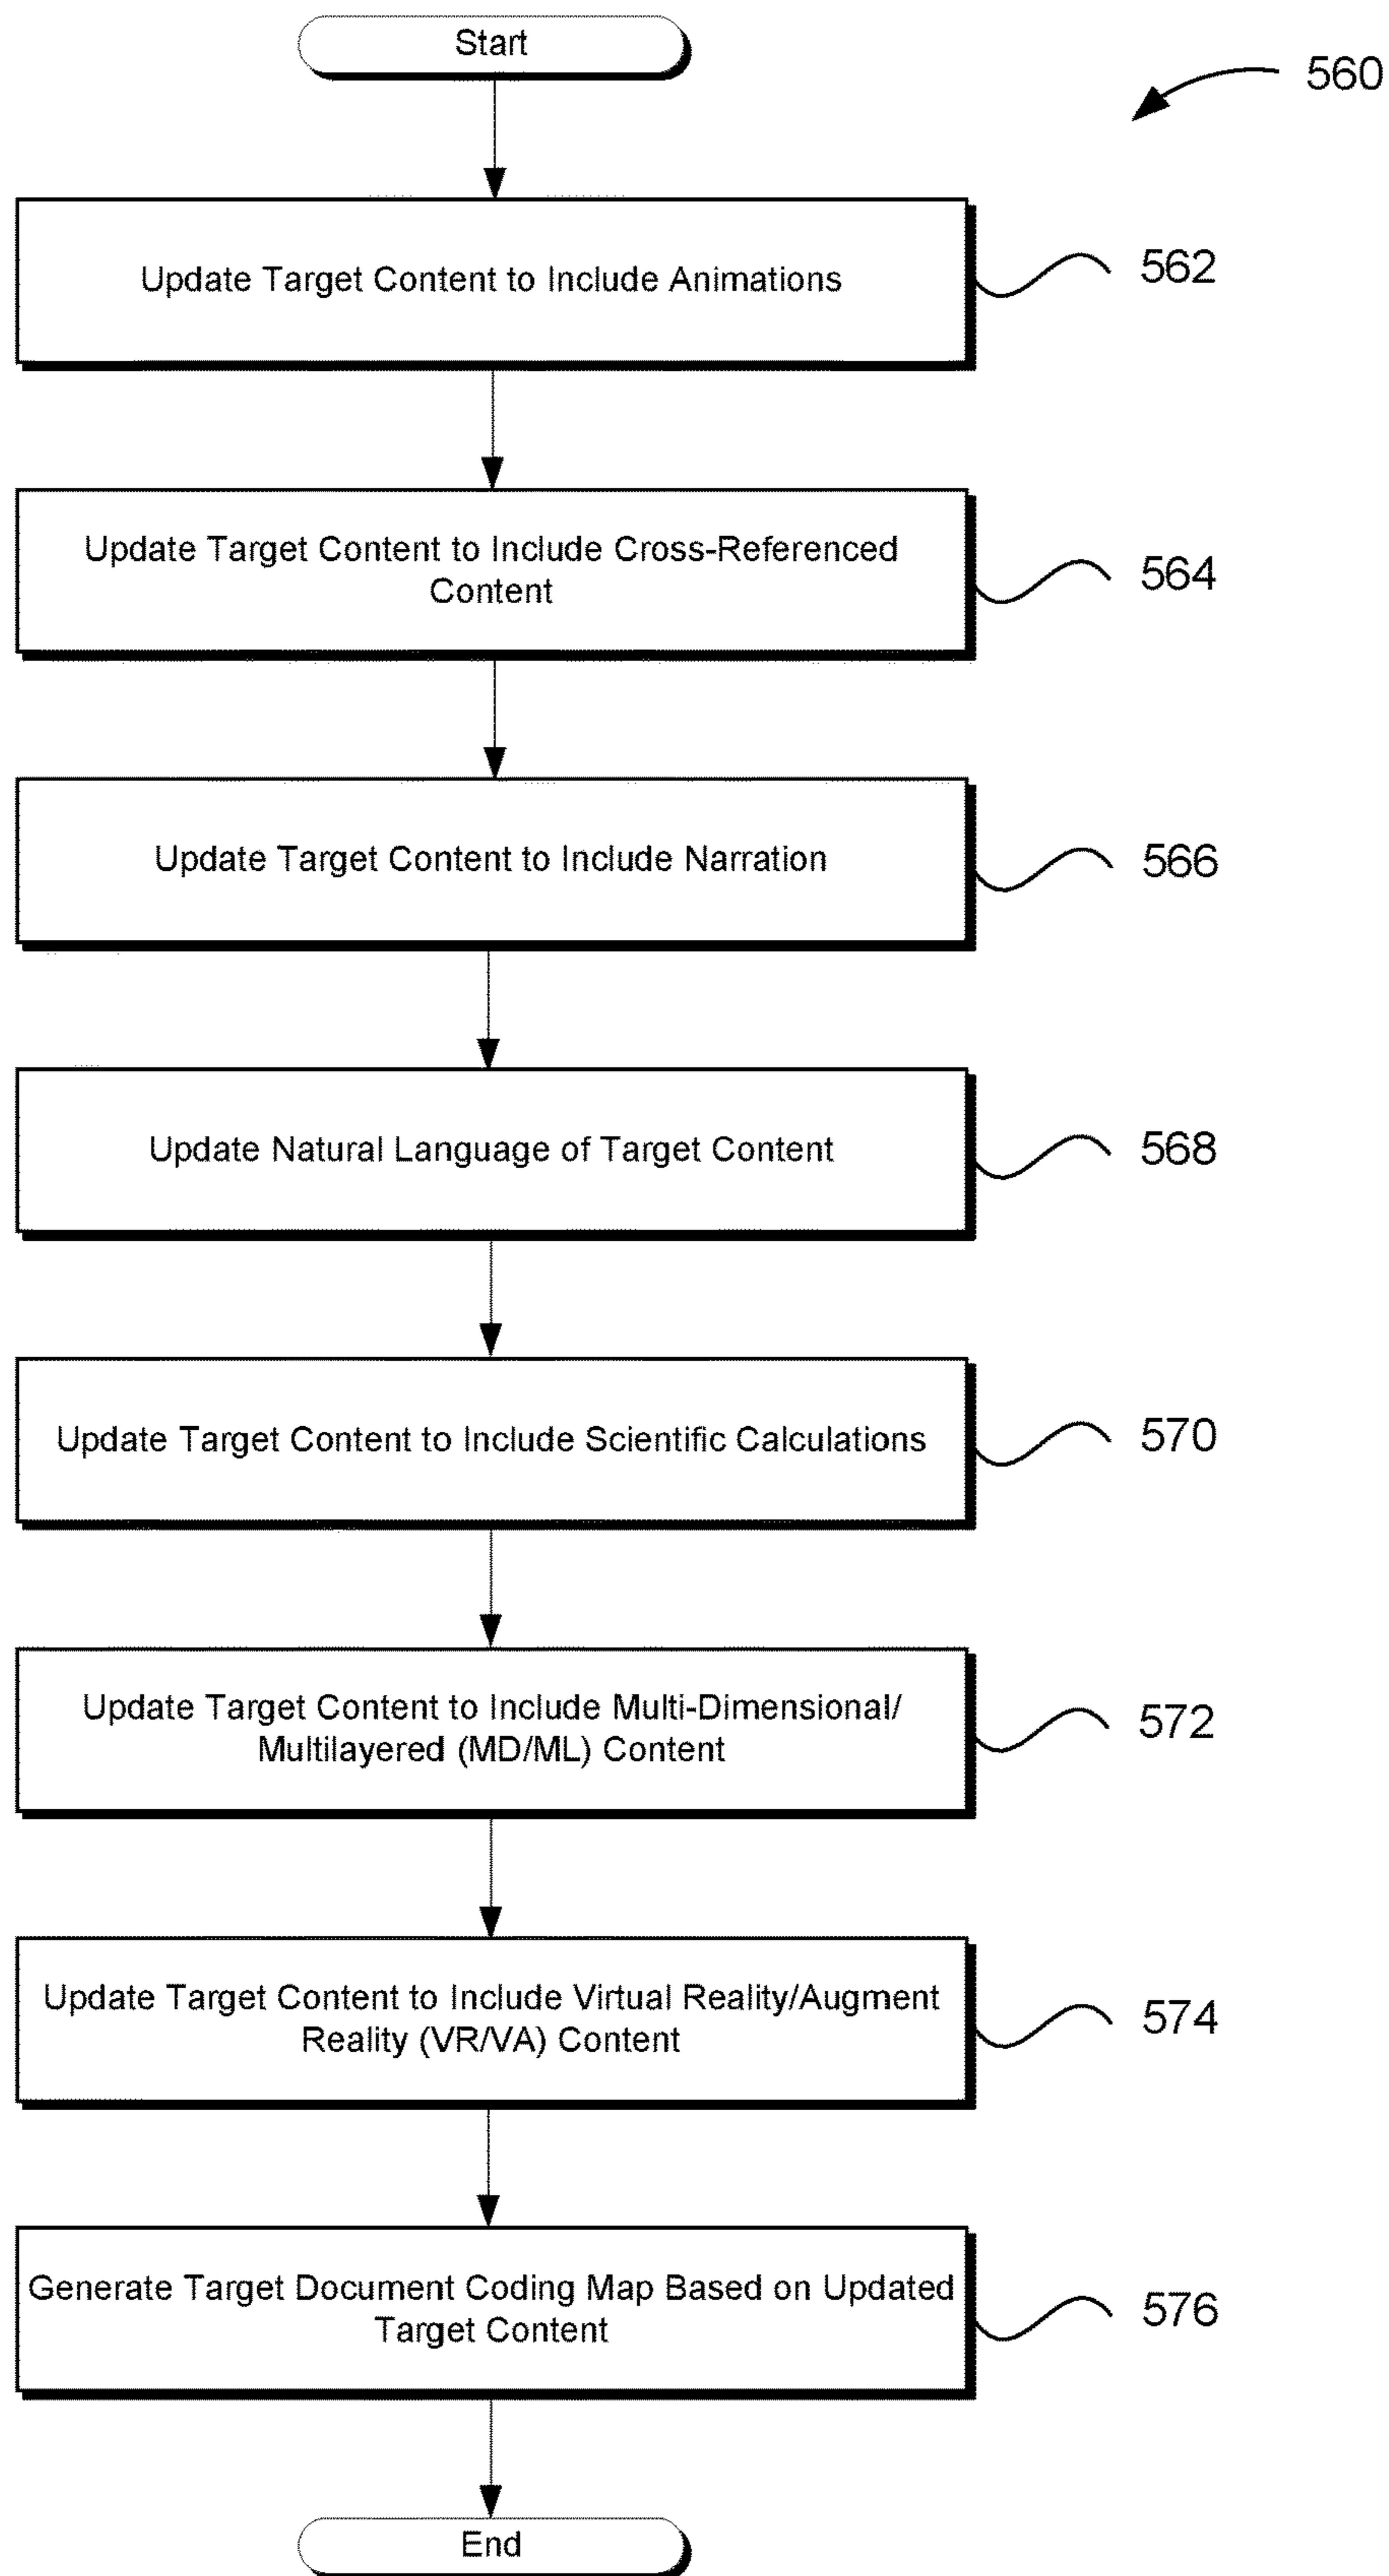 Start
560
Update Target Content to Include Animations
562
Update Target Content to Include Cross-Referenced
Content
564
Update Target Content to Include Narration
566
Update Natural Language of Target Content
568
Update Target Content to Include Scientific Calculations
570
Update Target Content to Include Multi-Dimensional/
Multilayered (MD/ML) Content
572
Update Target Content to Include Virtual Reality/Augment
Reality (VR/VA) Content
574
Generate Target Document Coding Map Based on Updated
Target Content
576
End